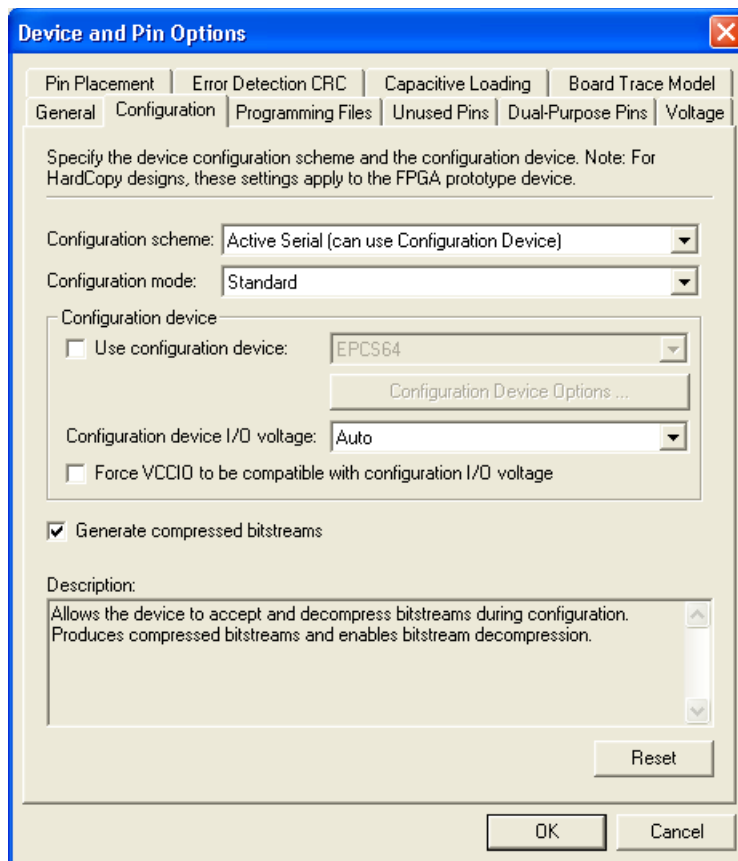 Device and Pin Options
Pin Placement Error Detection CRC Capacitive Loading Board Trace Model
General Configuration Programming Files Unused Pins Dual-Purpose Pins Voltage
Specify the device configuration scheme and the configuration device. Note: For
HardCopy designs, these settings apply to the FPGA prototype device.
Configuration scheme: Active Serial (can use Configuration Device)
Configuration mode: Standard
Configuration device
Use configuration device: EPCS64
Configuration Device Options ...
Configuration device I/O voltage: Auto
Force VCCIO to be compatible with configuration I/O voltage
Generate compressed bitstreams
Description:
Allows the device to accept and decompress bitstreams during configuration.
Produces compressed bitstreams and enables bitstream decompression.
Reset
OK Cancel